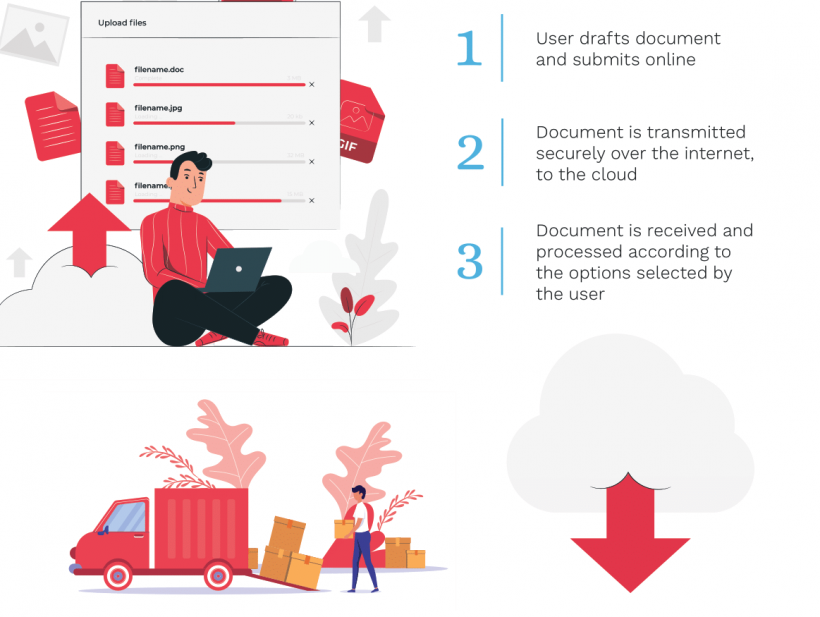 Upload files
filename.doc
filename.jpg
filename.png
filename
GIF
1
User drafts document
and submits online
2
Document is transmitted
securely over the internet,
to the cloud
3
Document is received and
processed according to
the options selected by
the user